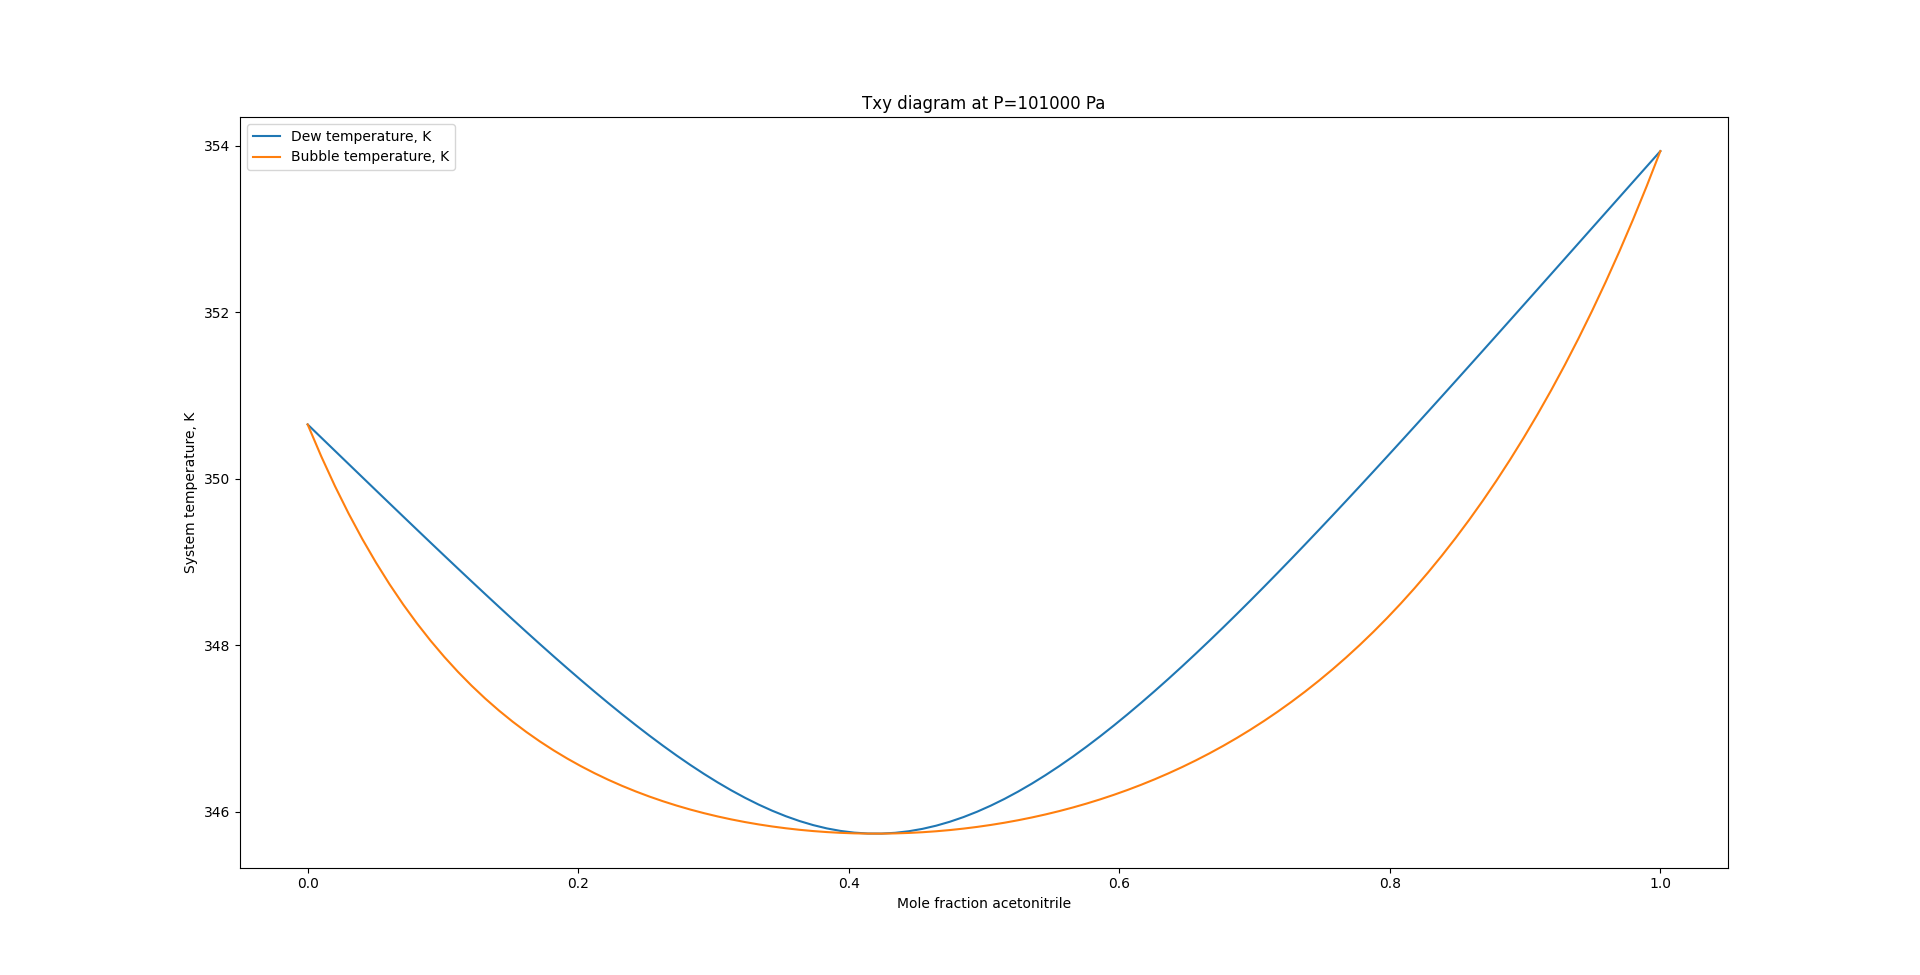 Txy diagram at P=101000 Pa
Dew temperature, K
Bubble temperature, K
354
352
350
348
346
System temperature, K
0.0 0.2 0.4 0.6 0.8 1.0
Mole fraction acetonitrile